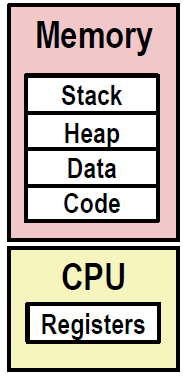 Memory
Stack
Heap
Data
Code
CPU
Registers